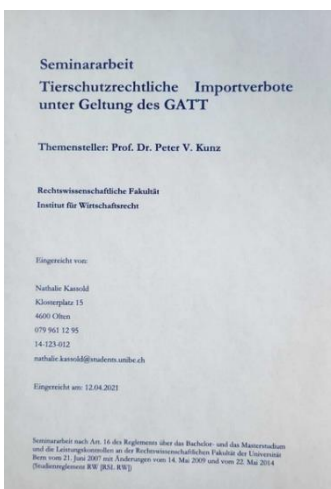 Seminararbeit
Tierschutzrechtliche Importverbote
unter Geltung des GATT
Themensteller: Prof. Dr. Peter V. Kunz
Rechtswissenschaftliche Fakultät
Institut für Wirtschaftsrecht
Eingereicht von:
Nathalie Kassold
Klosterplatz 15
4600 Olten
079 961 12 95
14-123-012
nathalie.kassold@students.unibe.ch
Eingereicht am: 12.04.2021
Seminararbeit nach Art. 16 des Reglements über das Bachelor- und das Masterstudium
und die Leistungskontrollen an der Rechtswissenschaftlichen Fakultät der Universität
Bern vom 21. Juni 2007 mit Änderungen vom 14. Mai 2009 und vom 22. Mai 2014
(Studienreglement RW [RSL RW])